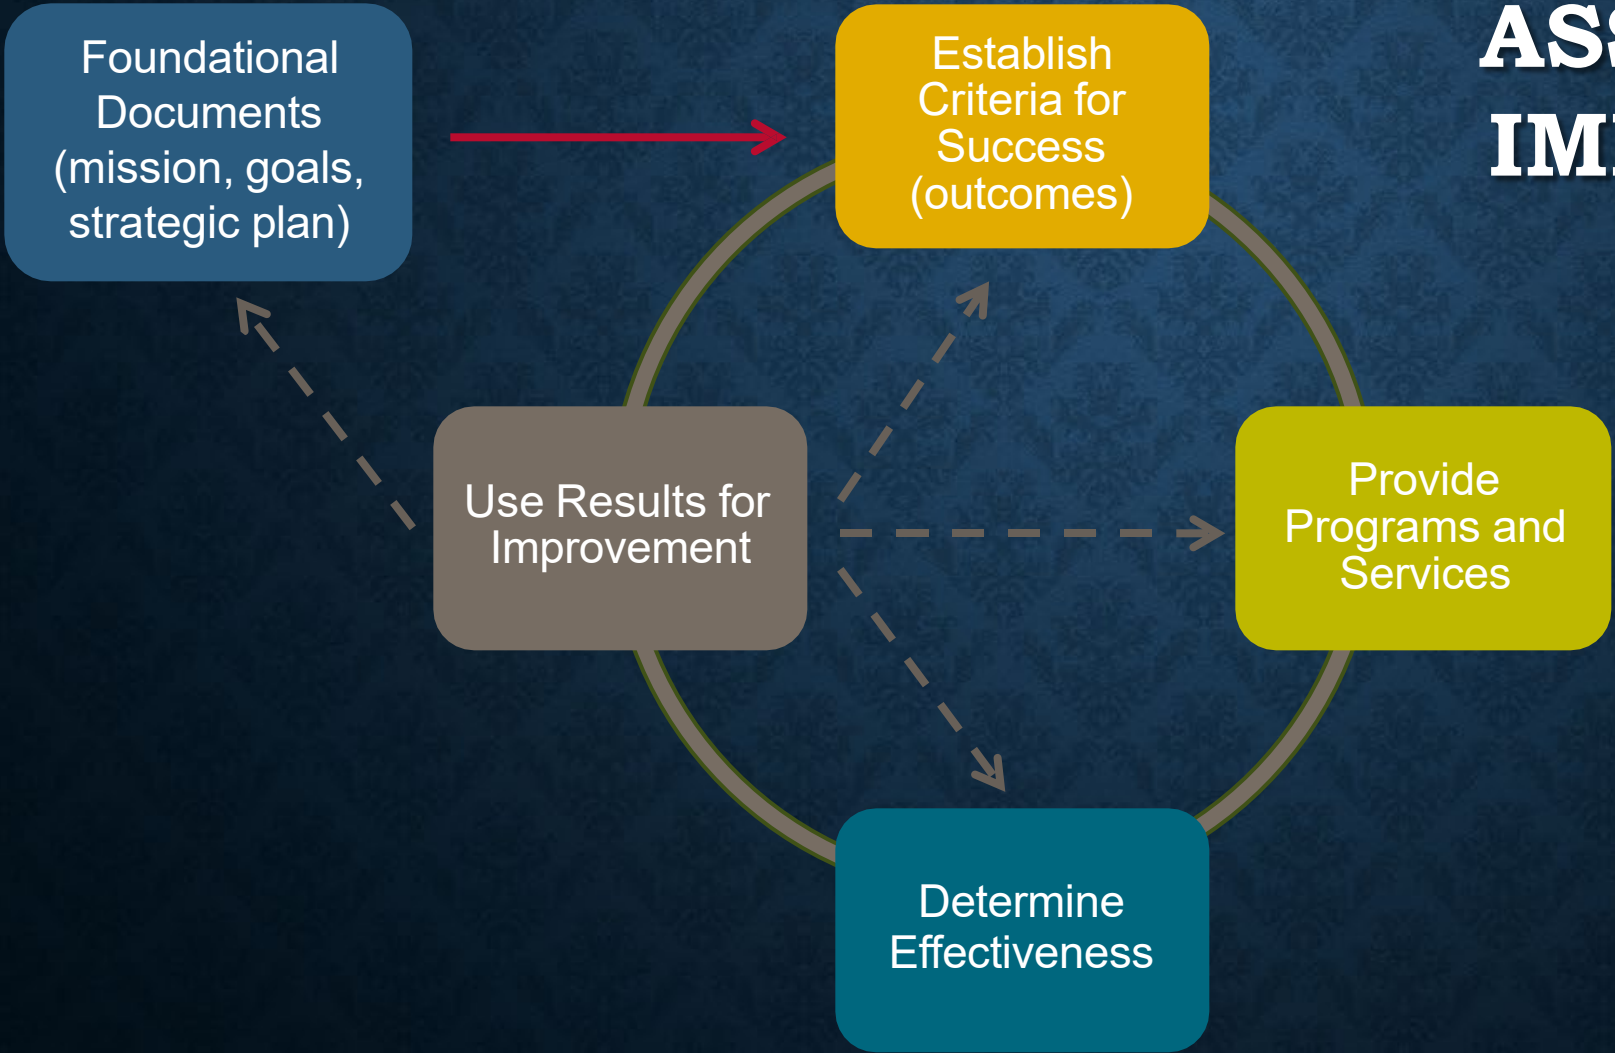 Foundational
Documents
(mission, goals,
strategic plan)
Establish
Criteria for
Success
(outcomes)
Use Results for
Improvement
Provide
Programs and
Services
Determine
Effectiveness